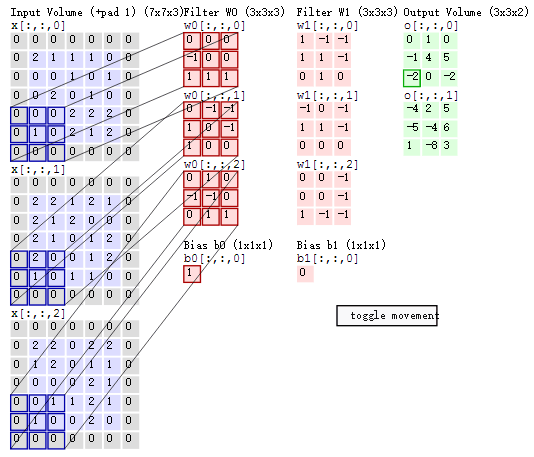 Input Volume (+pad 1) (7x7x3)
x[:,:,0]
0 0 0 0 0 0 0
0 2 1 1 1 0 0
0 0 0 1 0 1 0
0 0 2 0 1 0 0
0 0 0 2 2 2 0
0 1 0 2 1 2 0
0 0 0 0 0 0 0
x[:,:,1]
0 0 0 0 0 0 0
0 2 2 1 2 1 0
0 2 1 2 0 0 0
0 2 1 0 1 2 0
0 2 0 0 1 2 0
0 1 0 1 1 0 0
0 0 0 0 0 0 0
x[:,:,2]
0 0 0 0 0 0 0
0 2 2 0 2 2 0
0 1 2 0 1 1 0
0 0 0 0 2 1 0
0 0 1 1 2 1 0
0 1 0 0 2 0 0
0 0 0 0 0 0 0
Filter W0 (3x3x3)
w0[:,:,0]
0 0 0
-1 0 0
1 1 1
w0[:,:,1]
0 -1 -1
1 0 -1
1 0 0
w0[:,:,2]
0 1 0
-1 -1 0
0 1 1
Bias b0 (1x1x1)
b0[:,:,0]
1
Filter W1 (3x3x3)
w1[:,:,0]
1 -1 -1
1 1 -1
0 1 0
w1[:,:,1]
-1 0 -1
1 1 -1
0 0 0
w1[:,:,2]
0 0 -1
0 0 -1
1 -1 -1
Bias b1 (1x1x1)
b1[:,:,0]
0
Output Volume (3x3x2)
o[:,:,0]
0 1 0
-1 4 5
-2 0 -2
o[:,:,1]
-4 2 5
-5 -4 6
1 -8 3
toggle movement